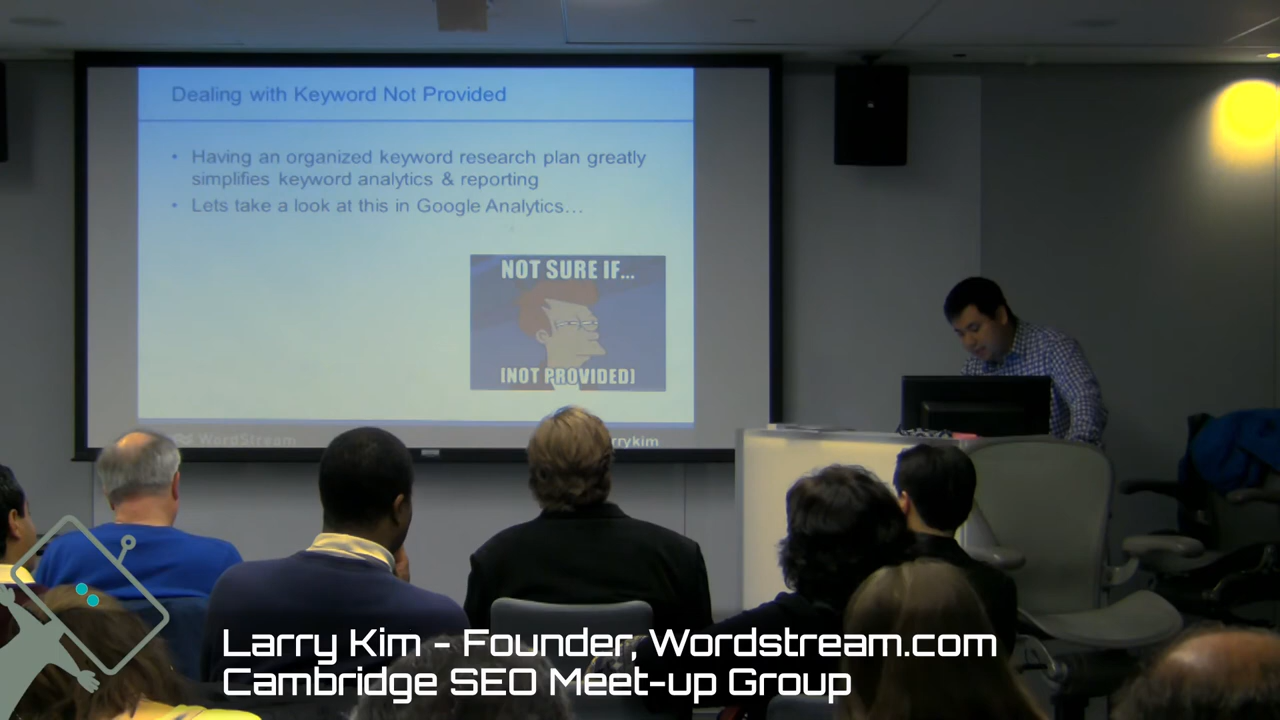 Dealing with Keyword Not Provided
• Having an organized keyword research plan greatly
simplifies keyword analytics & reporting
• Lets take a look at this in Google Analytics…
NOT SURE IF...
[NOT PROVIDED]
WordStream
rrykim
Larry Kim - Founder, Wordstream.com
Cambridge SEO Meet-up Group